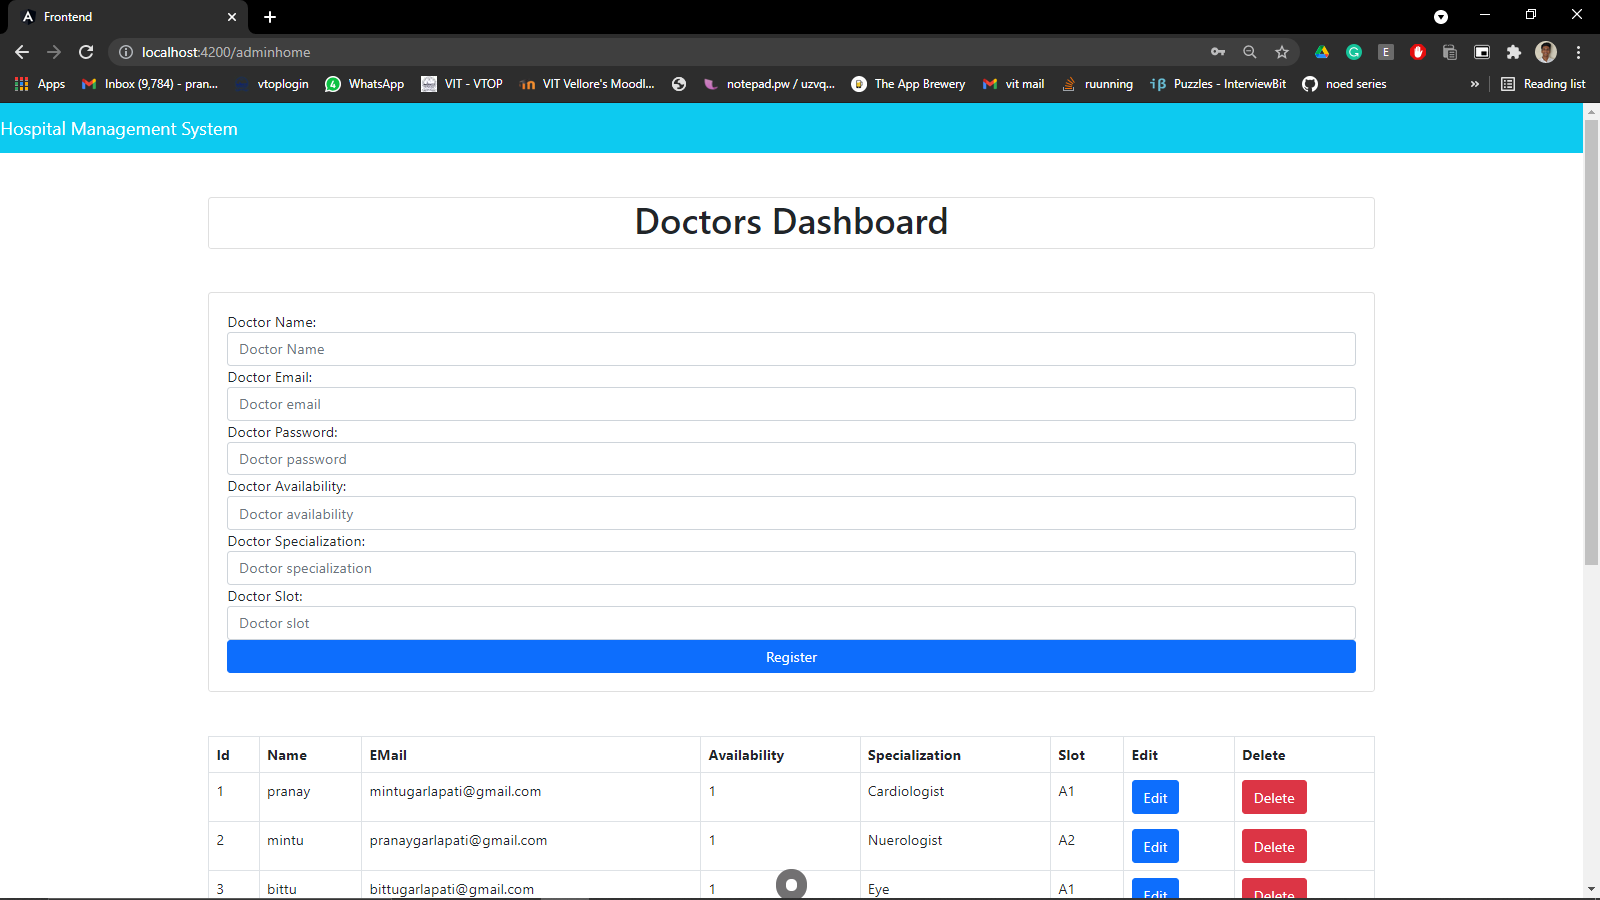 Frontend
localhost:4200/adminhome
Apps Inbox (9,784) - pran... vtoplogin WhatsApp VIT - VTOP VIT Vellore's Moodl... notepad.pw / uzvq... The App Brewery vit mail ruunning Puzzles - InterviewBit noed series » Reading list
Hospital Management System
Doctors Dashboard
Doctor Name:
Doctor Name
Doctor Email:
Doctor email
Doctor Password:
Doctor password
Doctor Availability:
Doctor availability
Doctor Specialization:
Doctor specialization
Doctor Slot:
Doctor slot
Register
Id Name EMail Availability Specialization Slot Edit Delete
1 pranay mintugarlapati@gmail.com 1 Cardiologist A1 Edit Delete
2 mintu pranaygarlapati@gmail.com 1 Nuerologist A2 Edit Delete
3 bittu bittugarlapati@gmail.com 1 Eye A1 Edit Delete